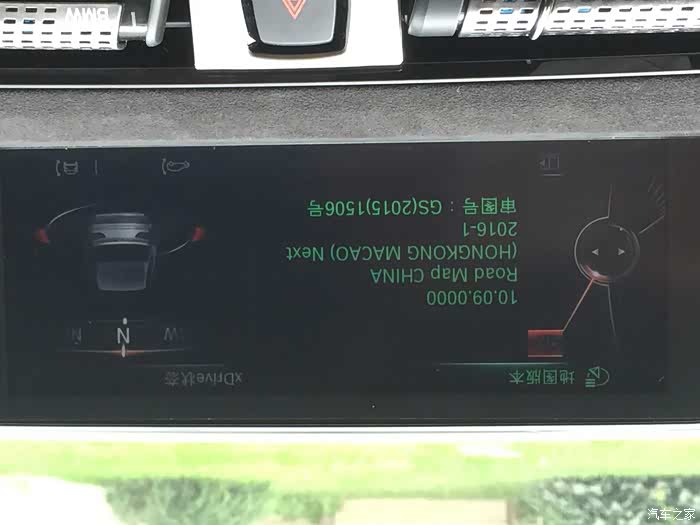 地图版本
xDrive状态
10.09.0000
Road Map CHINA
(HONGKONG MACAO) Next
2016-1
审图号：GS(2015)1506号
W
N
BMW
汽车之家